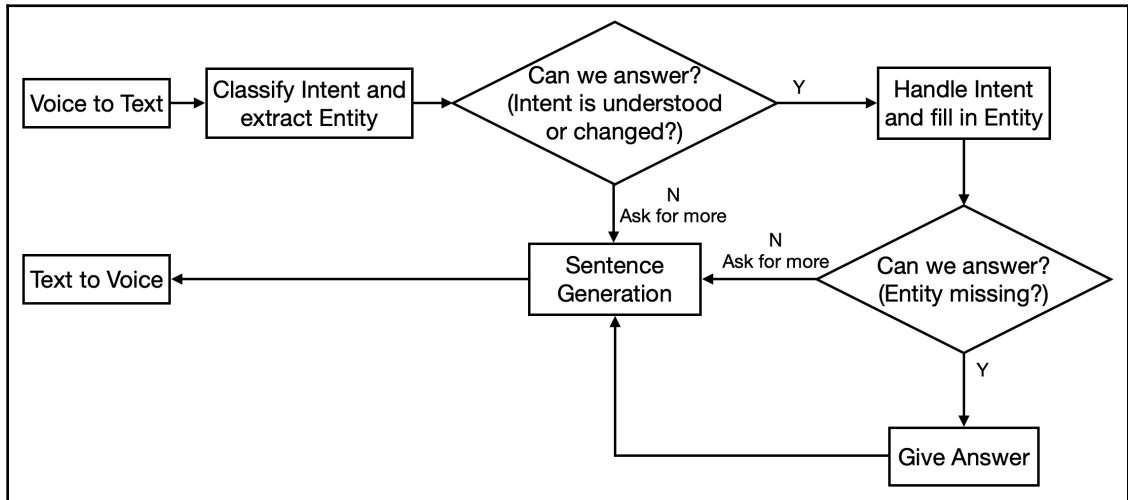 Voice to Text
Classify Intent and
extract Entity
Can we answer?
(Intent is understood
or changed?)
Y
Handle Intent
and fill in Entity
N
Ask for more
Can we answer?
(Entity missing?)
N
Ask for more
Sentence
Generation
Text to Voice
Y
Give Answer